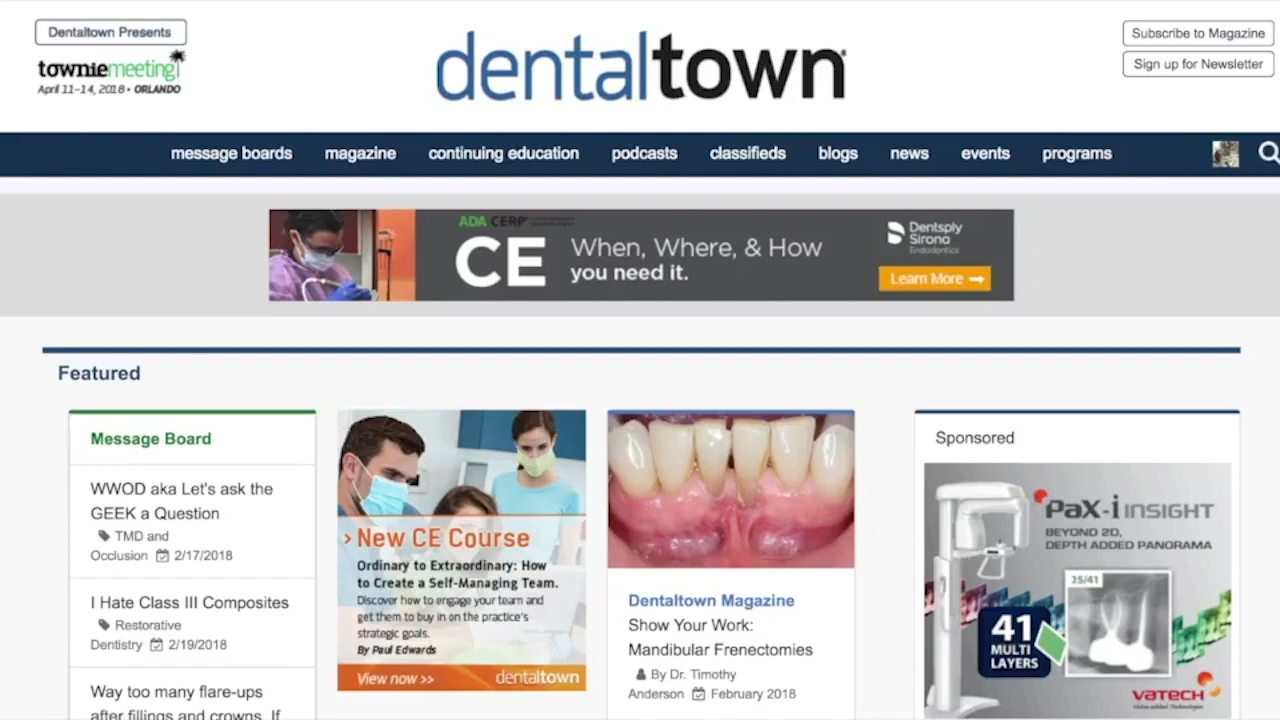 Dentaltown Presents
towniemeeting
April 11-14, 2018 • ORLANDO
dentaltown
Subscribe to Magazine
Sign up for Newsletter
message boards magazine continuing education podcasts classifieds blogs news events programs
ADA CERP
CE
When, Where, & How
you need it.
Dentsply
Sirona
Endodontics
Learn More
Featured
Message Board
WWOD aka Let's ask the
GEEK a Question
TMD and
Occlusion 2/17/2018
I Hate Class III Composites
Restorative
Dentistry 2/19/2018
Way too many flare-ups
after fillings and crowns. If
> New CE Course
Ordinary to Extraordinary: How
to Create a Self-Managing Team.
Discover how to engage your team and
get them to buy in on the practice's
strategic goals.
By Paul Edwards
View now >> dentaltown
Dentaltown Magazine
Show Your Work:
Mandibular Frenectomies
By Dr. Timothy
Anderson February 2018
Sponsored
PaX-i INSIGHT
BEYOND 2D,
DEPTH ADDED PANORAMA
25/41
41
MULTI
LAYERS
VATECH